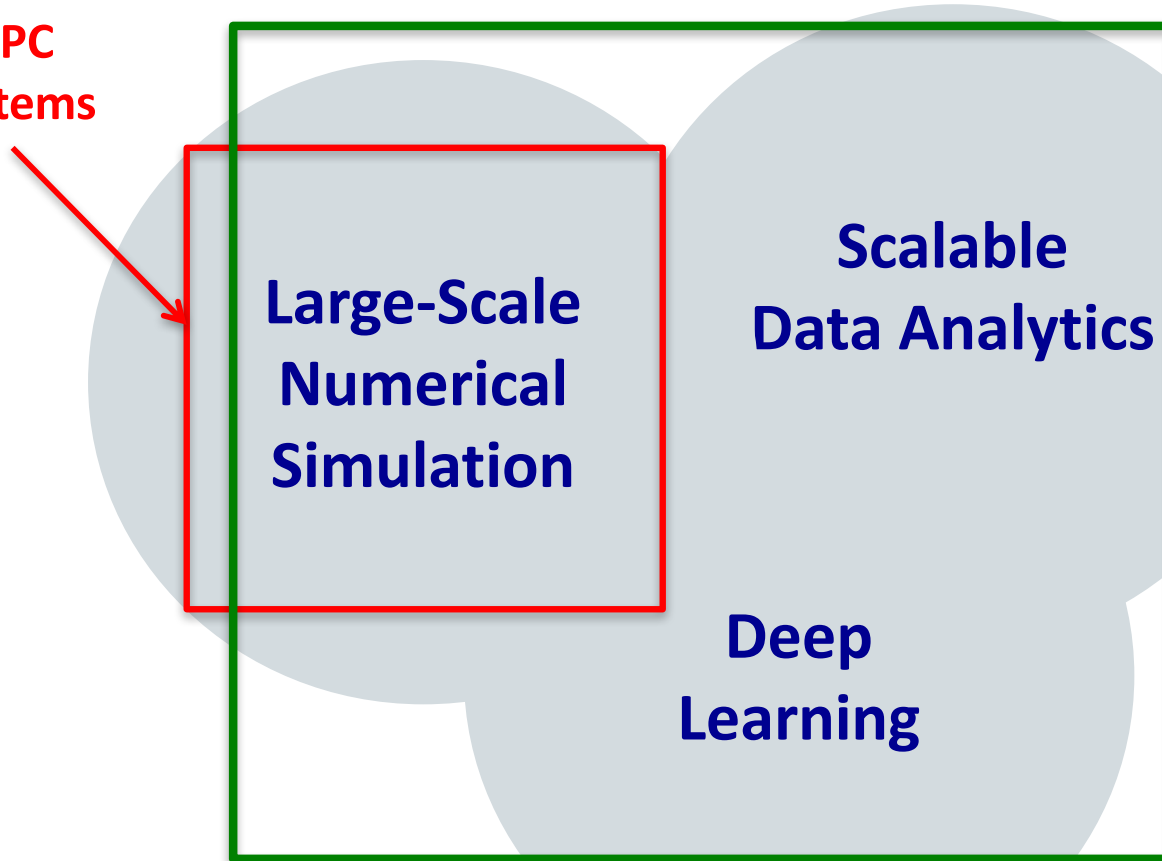 PC
tems
Large-Scale
Numerical
Simulation
Scalable
Data Analytics
Deep
Learning